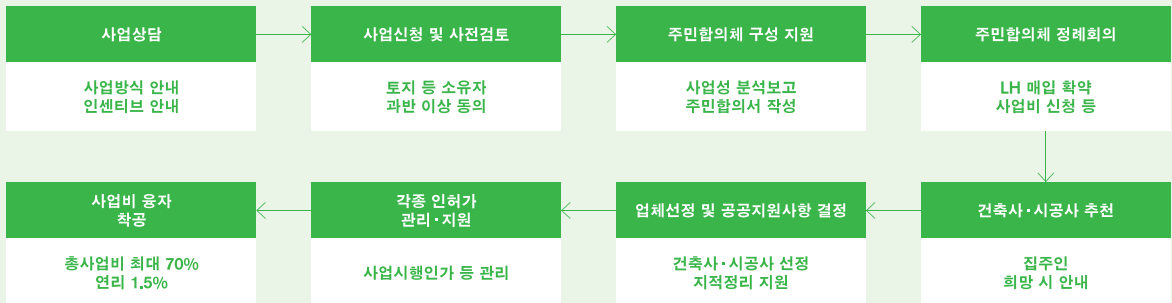 사업상담
사업방식 안내
인센티브 안내
사업신청 및 사전검토
토지 등 소유자
과반 이상 동의
주민합의체 구성 지원
사업성 분석보고
주민합의서 작성
주민합의체 정례회의
LH 매입 확약
사업비 신청 등
건축사·시공사 추천
집주인
희망 시 안내
업체선정 및 공공지원사항 결정
건축사·시공사 선정
지적정리 지원
각종 인허가
관리·지원
사업시행인가 등 관리
사업비 융자
착공
총사업비 최대 70%
연리 1.5%